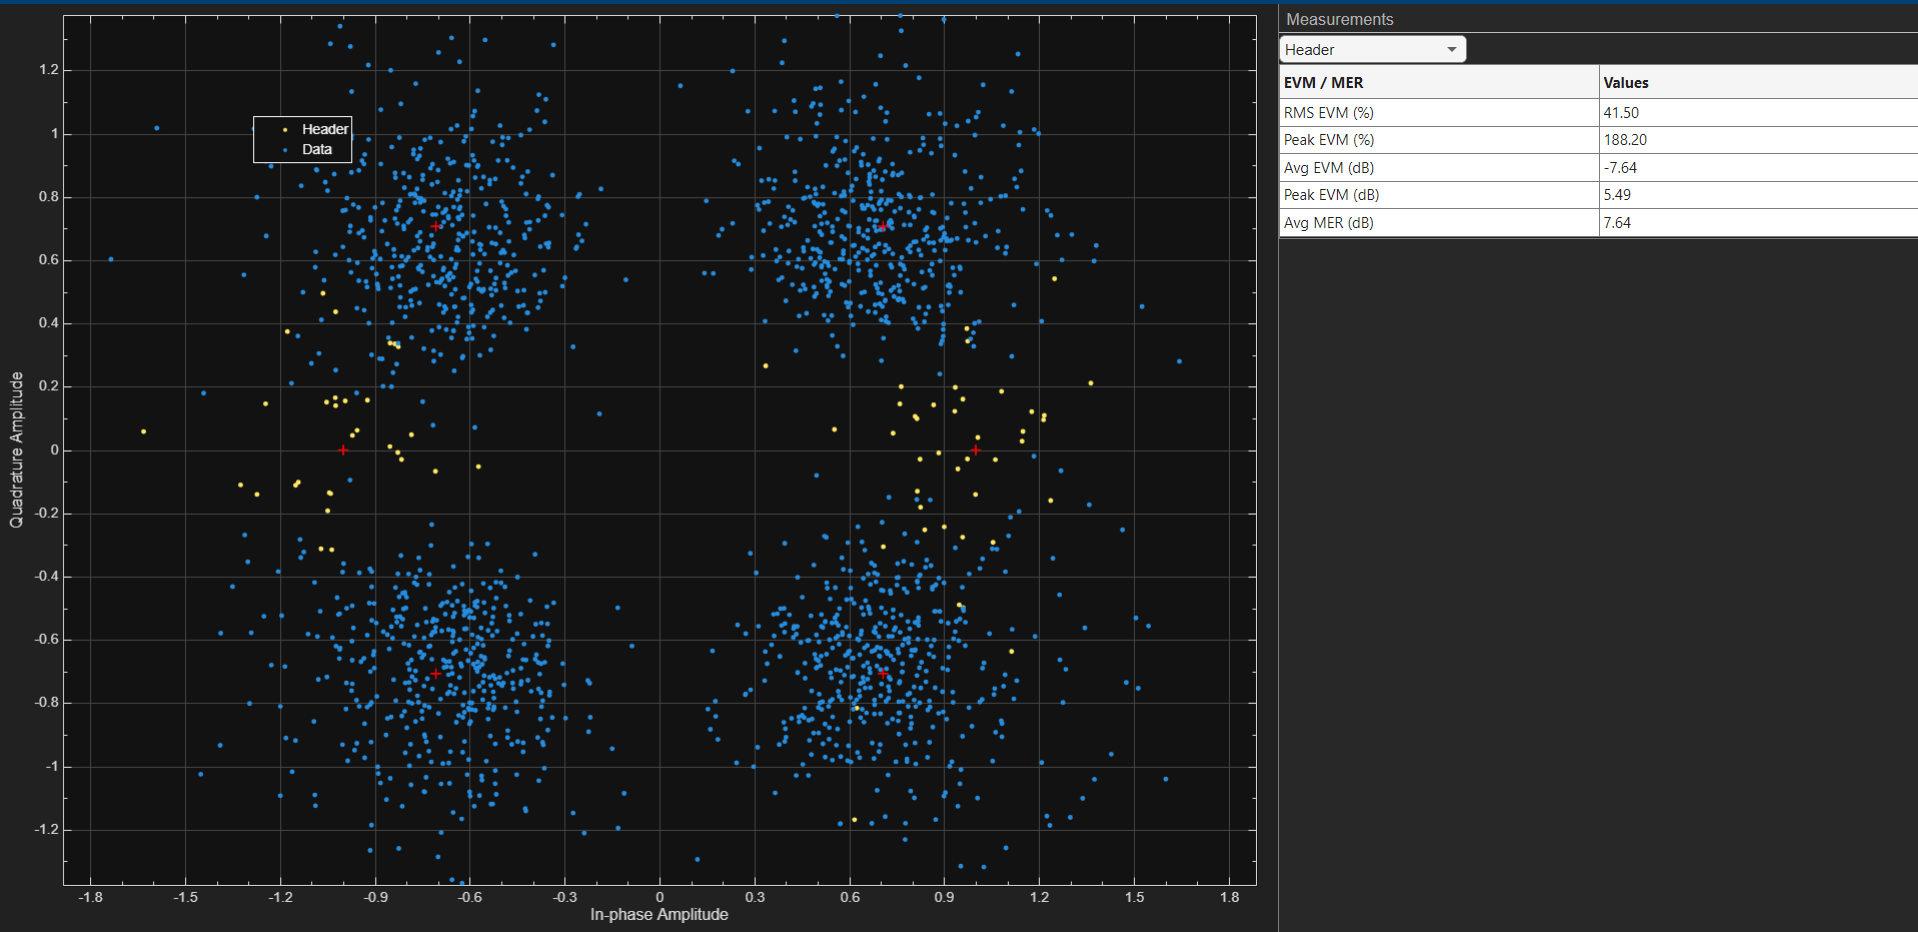 Measurements
Header
EVM / MER Values
RMS EVM (%) 41.50
Peak EVM (%) 188.20
Avg EVM (dB) -7.64
Peak EVM (dB) 5.49
Avg MER (dB) 7.64
Header
Data
Quadrature Amplitude
1.2
1
0.8
0.6
0.4
0.2
0
-0.2
-0.4
-0.6
-0.8
-1
-1.2
-1.8 -1.5 -1.2 -0.9 -0.6 -0.3 0 0.3 0.6 0.9 1.2 1.5 1.8
In-phase Amplitude